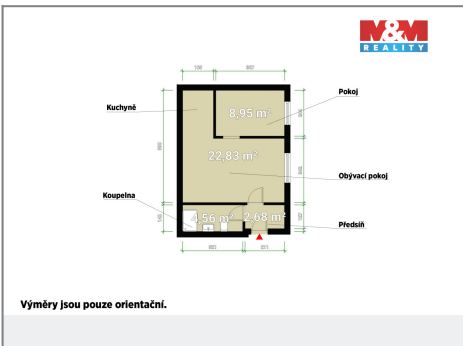 M&M
REALITY
Pokoj
Kuchyně
8,95 m²
22,83 m²
Obývací pokoj
Koupelna
4,56 m²
2,68 m²
Předsíň
Výměry jsou pouze orientační.